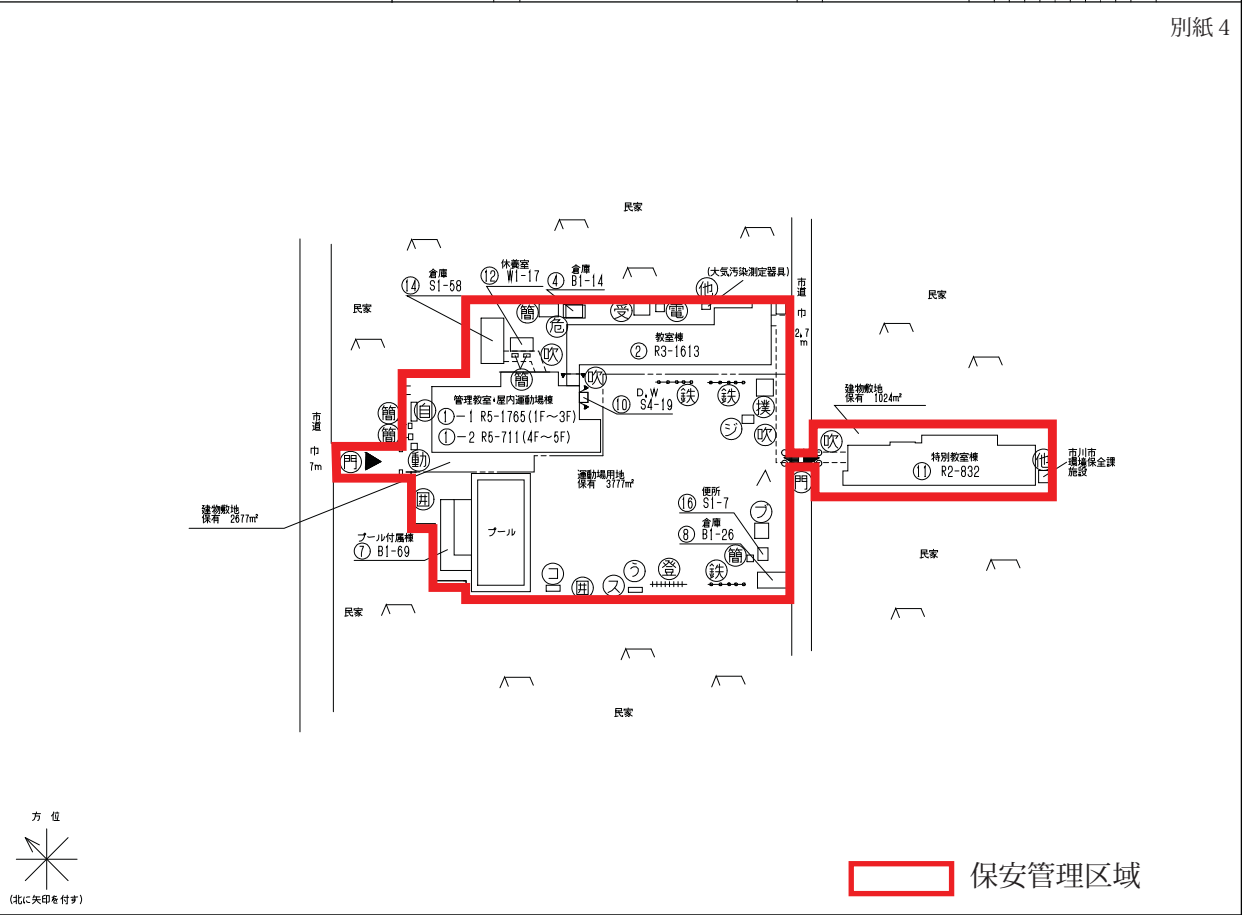 別紙 4
民家
倉庫
⑭ S1-58
休養室
⑫ W1-17
倉庫
④ B1-14
(大気汚染測定器具)
他
市道
巾
2.7
m
民家
民家
簡
危
受
電
吹
教室棟
② R3-1613
簡
吹
鉄
鉄
撲
D.W
⑩ S4-19
ジ
吹
管理教室・屋内運動場棟
①-1 R5-1765(1F~3F)
①-2 R5-711(4F~5F)
簡
自
簡
市道
巾
7m
門
動
建物敷地
保有 1024㎡
吹
特別教室棟
⑪ R2-832
他
市川市
環境保全課
施設
門
運動場用地
保有 3777㎡
建物敷地
保有 2677㎡
囲
プール
プール付属棟
⑦ B1-69
便所
⑯ S1-7
倉庫
⑧ B1-26
ブ
簡
コ
囲
ス
う
登
鉄
民家
民家
民家
方 位
(北に矢印を付す)
保安管理区域